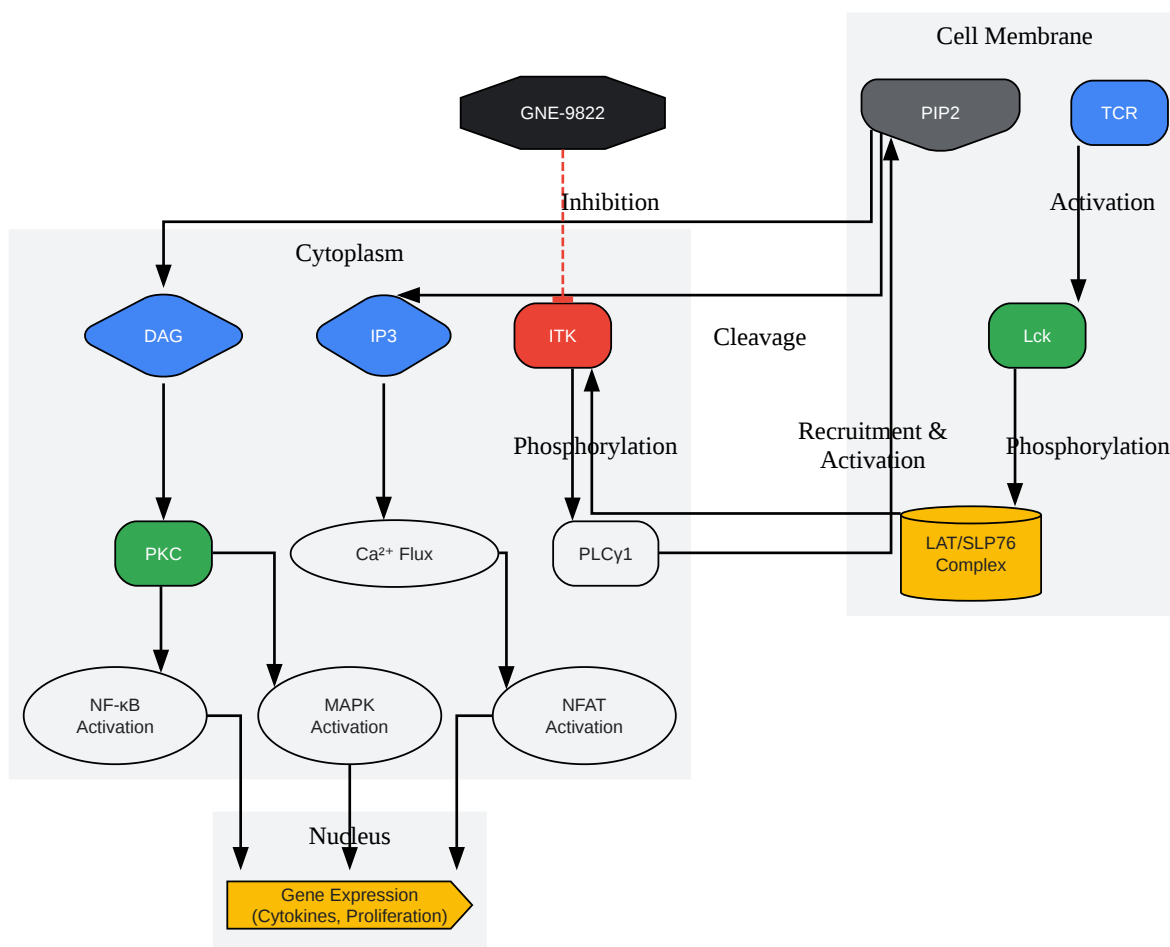 Cell Membrane
GNE-9822
PIP2
TCR
Inhibition
Activation
Cytoplasm
DAG
IP3
ITK
Cleavage
Lck
Phosphorylation
Recruitment &
Activation
Phosphorylation
PKC
Ca²⁺ Flux
PLCγ1
LAT/SLP76
Complex
NF-κB
Activation
MAPK
Activation
NFAT
Activation
Nucleus
Gene Expression
(Cytokines, Proliferation)